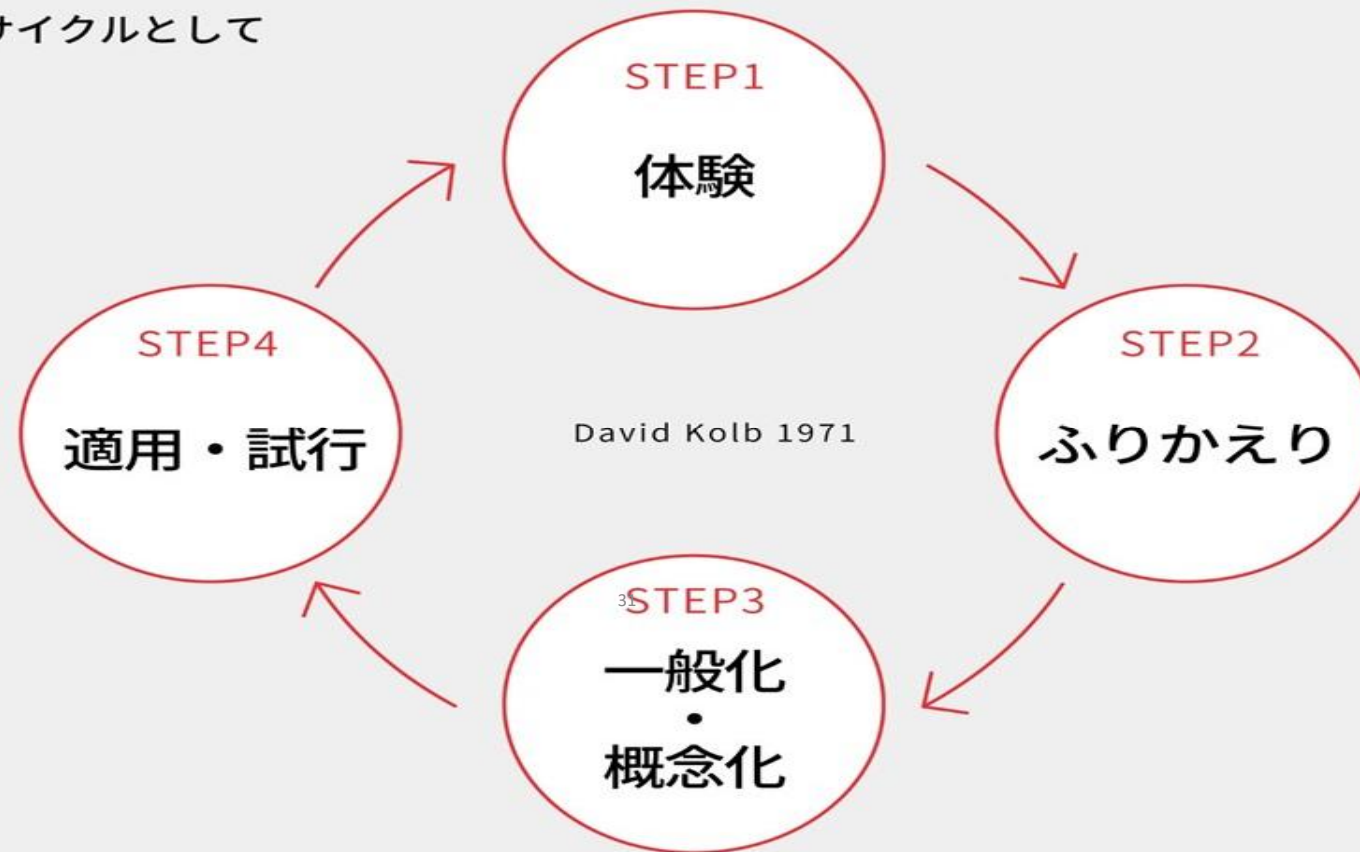 サイクルとして
STEP1
体験
STEP4
適用・試行
David Kolb 1971
STEP2
ふりかえり
31
STEP3
一般化
・
概念化